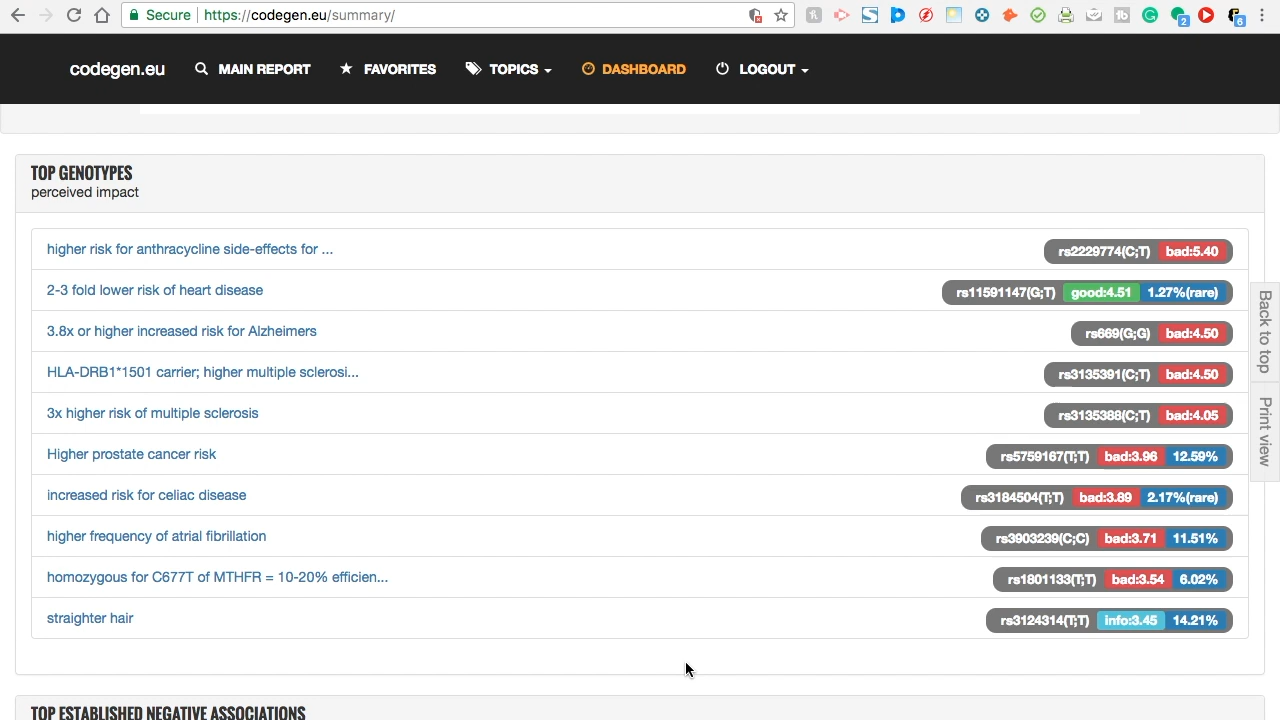 Secure https://codegen.eu/summary/
2
6
codegen.eu MAIN REPORT FAVORITES TOPICS DASHBOARD LOGOUT
TOP GENOTYPES
perceived impact
higher risk for anthracycline side-effects for ... rs2229774(C;T) bad:5.40
2-3 fold lower risk of heart disease rs11591147(G;T) good:4.51 1.27%(rare)
3.8x or higher increased risk for Alzheimers rs669(G;G) bad:4.50
HLA-DRB1*1501 carrier; higher multiple sclerosi... rs3135391(C;T) bad:4.50
3x higher risk of multiple sclerosis rs3135388(C;T) bad:4.05
Higher prostate cancer risk rs5759167(T;T) bad:3.96 12.59%
increased risk for celiac disease rs3184504(T;T) bad:3.89 2.17%(rare)
higher frequency of atrial fibrillation rs3903239(C;C) bad:3.71 11.51%
homozygous for C677T of MTHFR = 10-20% efficien... rs1801133(T;T) bad:3.54 6.02%
straighter hair rs3124314(T;T) info:3.45 14.21%
Back to top
Print view
TOP ESTABLISHED NEGATIVE ASSOCIATIONS